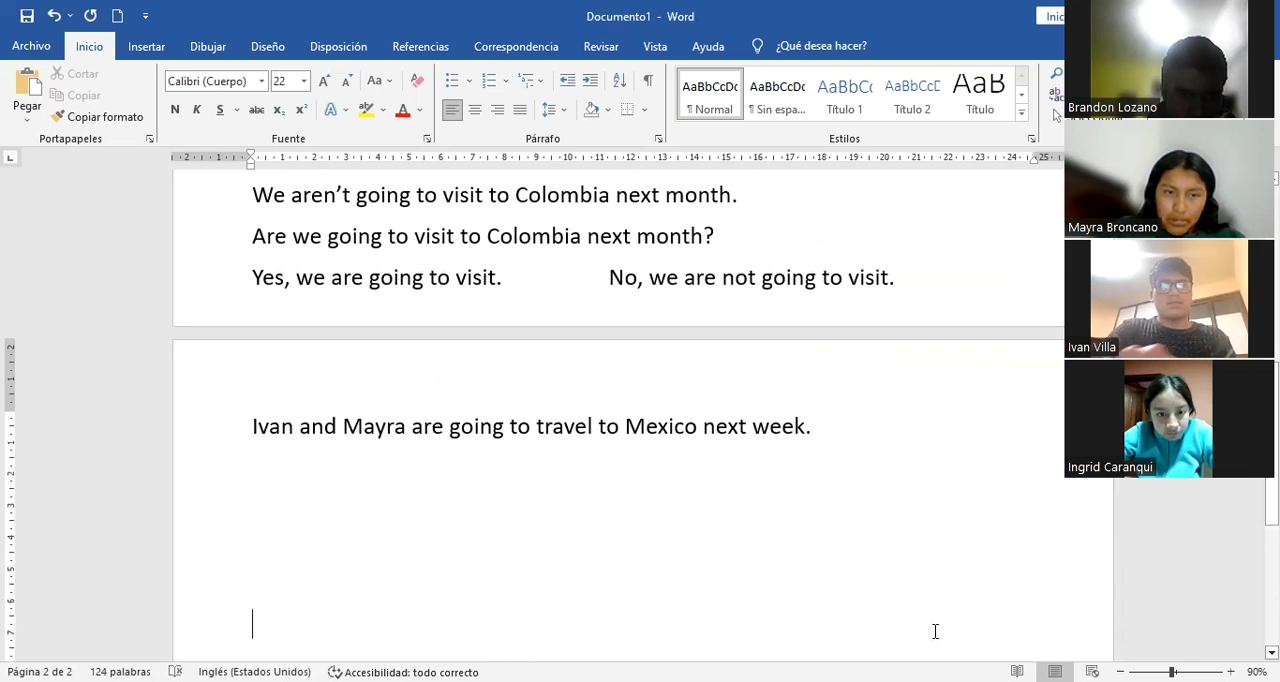 Documento1 - Word
Inic
Archivo Inicio Insertar Dibujar Diseño Disposición Referencias Correspondencia Revisar Vista Ayuda ¿Qué desea hacer?
Pegar
Cortar
Copiar
Copiar formato
Portapapeles
Calibri (Cuerpo) 22
N K S abc x₂ x²
Fuente
Párrafo
AaBbCcDc AaBbCcDc AaBbCc AaBbCcD AaB
¶ Normal ¶ Sin espa... Título 1 Título 2 Título
Estilos
We aren’t going to visit to Colombia next month.
Are we going to visit to Colombia next month?
Yes, we are going to visit. No, we are not going to visit.
Ivan and Mayra are going to travel to Mexico next week.
Brandon Lozano
Mayra Broncano
Ivan Villa
Ingrid Caranqui
Página 2 de 2 124 palabras Inglés (Estados Unidos) Accesibilidad: todo correcto 90%